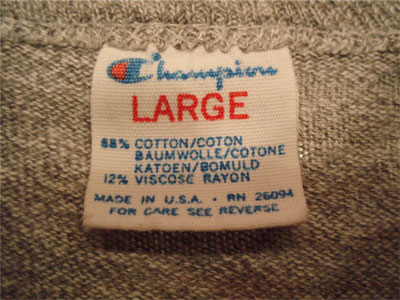 Champion
LARGE
88% COTTON/COTON
BAUMWOLLE/COTONE
KATOEN/BOMULD
12% VISCOSE RAYON
MADE IN U.S.A. · RN 26094
FOR CARE SEE REVERSE